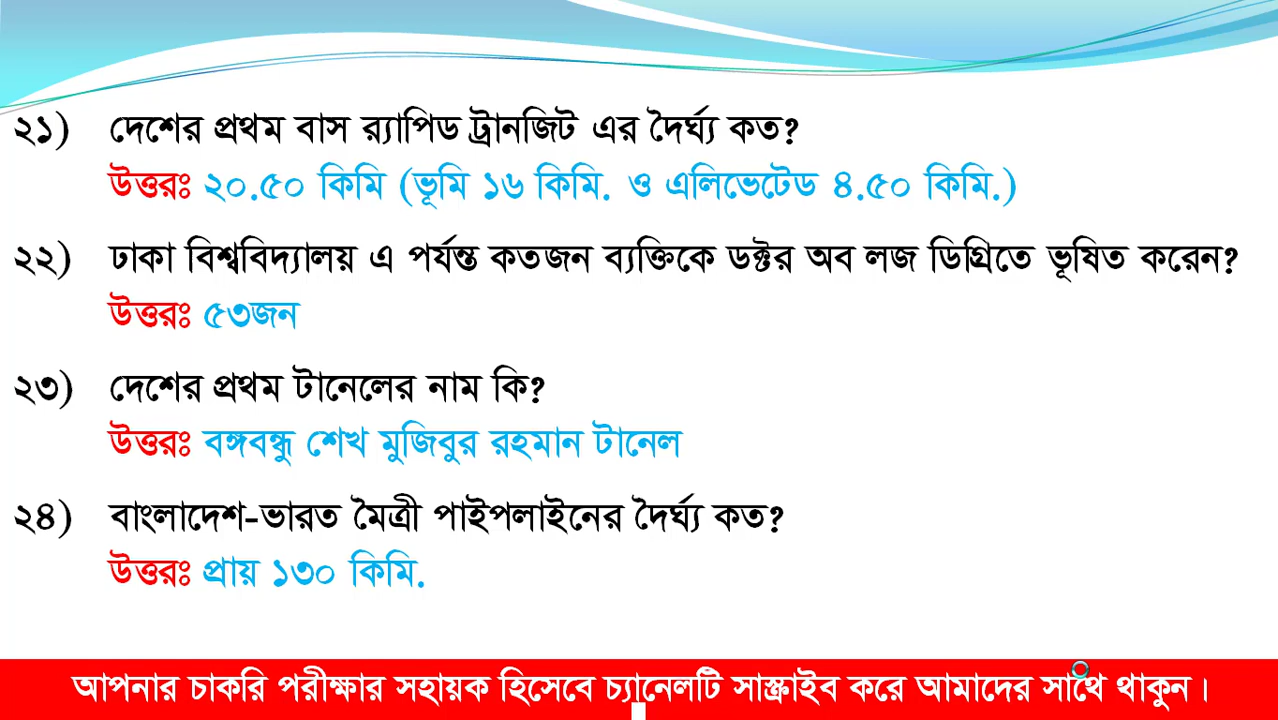 ২১) দেশের প্রথম বাস র‍্যাপিড ট্রানজিট এর দৈর্ঘ্য কত?
উত্তরঃ ২০.৫০ কিমি (ভূমি ১৬ কিমি. ও এলিভেটেড ৪.৫০ কিমি.)
২২) ঢাকা বিশ্ববিদ্যালয় এ পর্যন্ত কতজন ব্যক্তিকে ডক্টর অব লজ ডিগ্রিতে ভূষিত করেন?
উত্তরঃ ৫৩জন
২৩) দেশের প্রথম টানেলের নাম কি?
উত্তরঃ বঙ্গবন্ধু শেখ মুজিবুর রহমান টানেল
২৪) বাংলাদেশ-ভারত মৈত্রী পাইপলাইনের দৈর্ঘ্য কত?
উত্তরঃ প্রায় ১৩০ কিমি.
আপনার চাকরি পরীক্ষার সহায়ক হিসেবে চ্যানেলটি সাস্ক্রাইব করে আমাদের সাথে থাকুন।